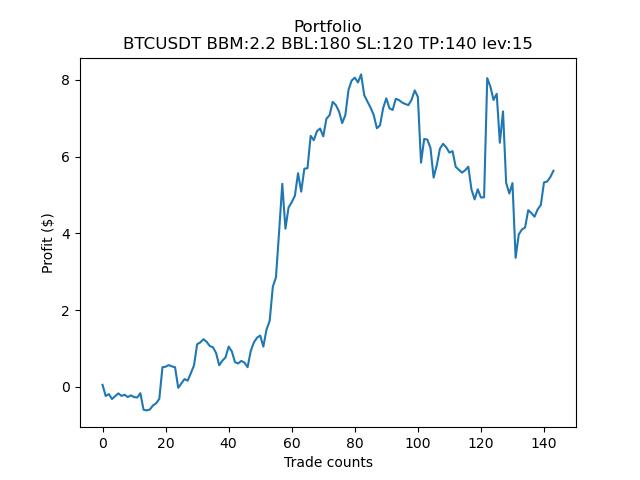 Portfolio
BTCUSDT BBM:2.2 BBL:180 SL:120 TP:140 lev:15
8
6
4
2
0
Profit ($)
0 20 40 60 80 100 120 140
Trade counts